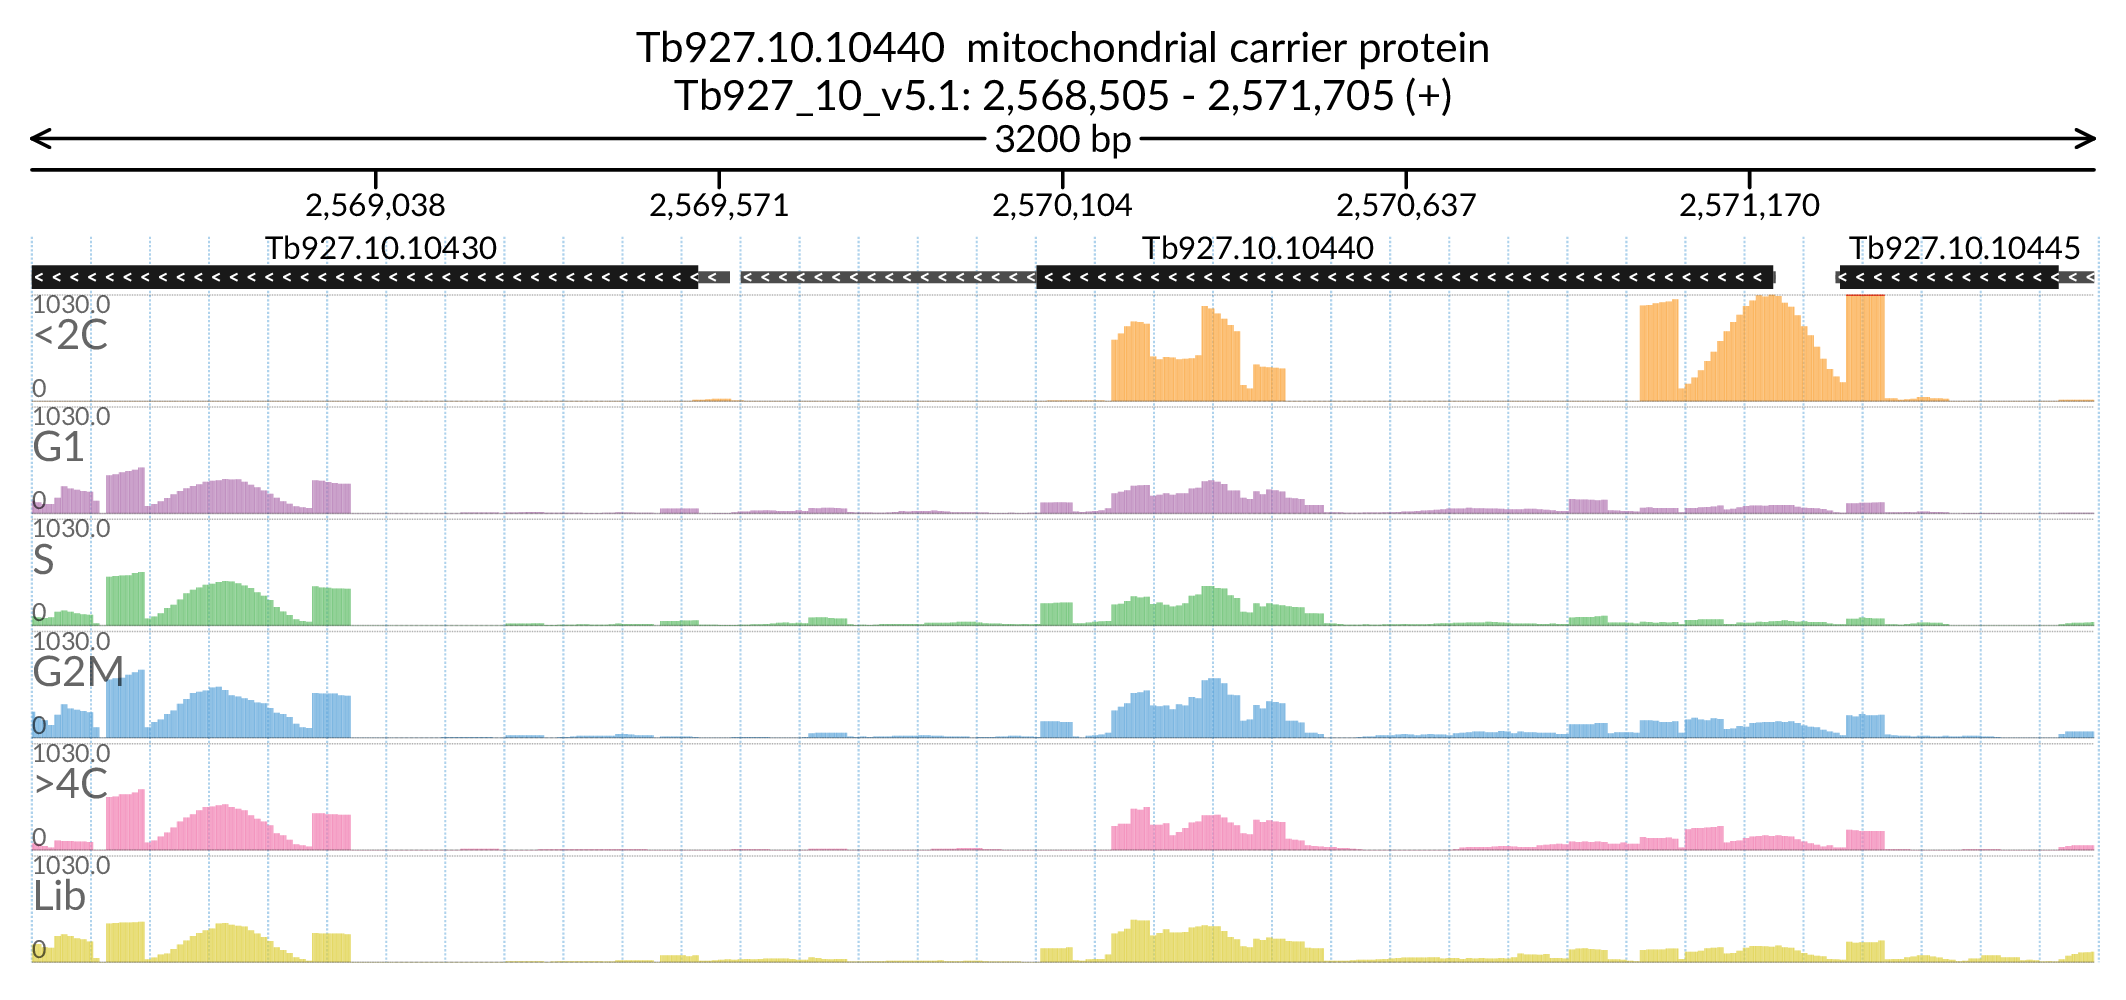 Tb927.10.10440  mitochondrial carrier protein
Tb927_10_v5.1: 2,568,505 - 2,571,705 (+)
3200 bp
2,569,038 2,569,571 2,570,104 2,570,637 2,571,170
Tb927.10.10430 Tb927.10.10440 Tb927.10.10445
1030.0
<2C
0
1030.0
G1
0
1030.0
S
0
1030.0
G2M
0
1030.0
>4C
0
1030.0
Lib
0